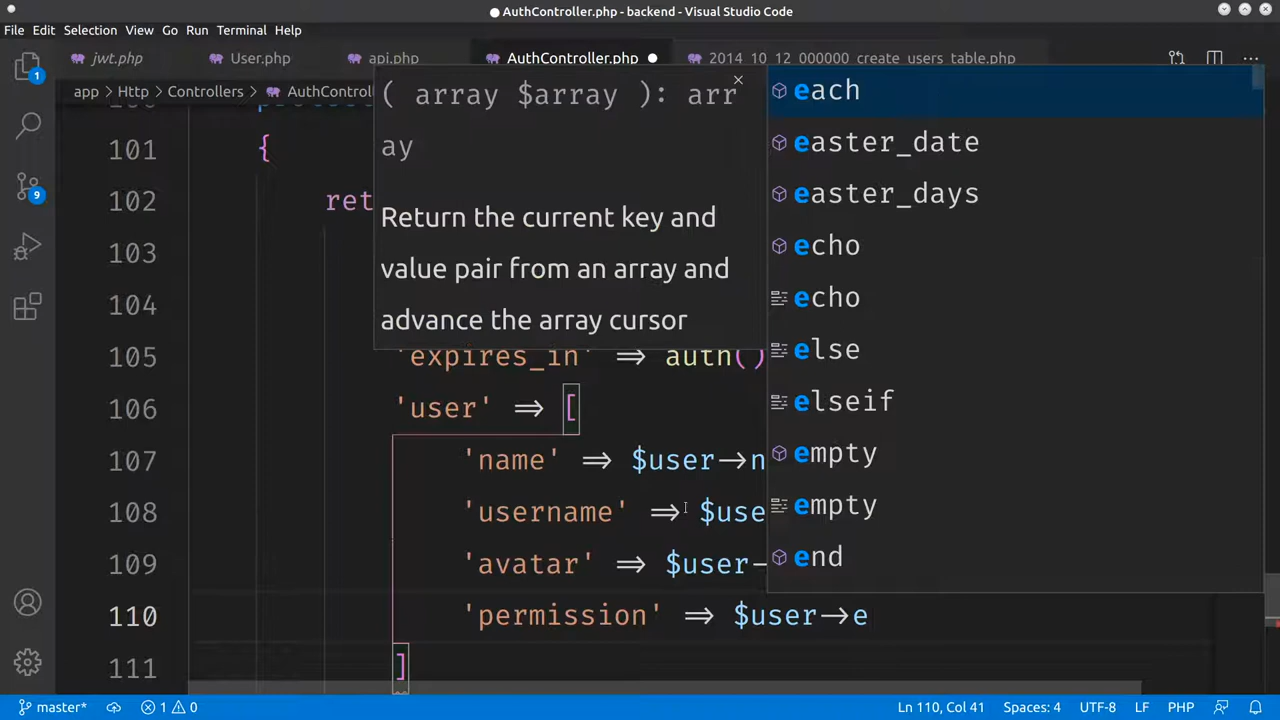 AuthController.php - backend - Visual Studio Code
File Edit Selection View Go Run Terminal Help
jwt.php User.php api.php AuthController.php 2014_10_12_000000_create_users_table.php
app > Http > Controllers > AuthControl
( array $array ): arr
ay
Return the current key and
value pair from an array and
advance the array cursor
each
easter_date
easter_days
echo
echo
else
elseif
empty
empty
end
101 {
102 ret
103
104
105 'expires_in' => auth()
106 'user' => [
107 'name' => $user->n
108 'username' => $use
109 'avatar' => $user-
110 'permission' => $user->e
111 ]
1
9
master* 1 0 Ln 110, Col 41 Spaces: 4 UTF-8 LF PHP